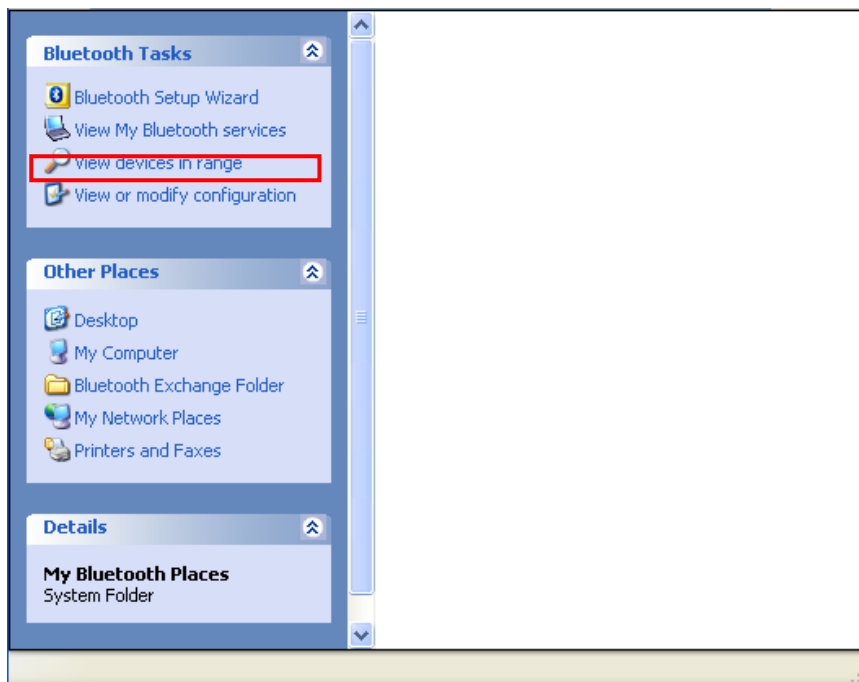 Bluetooth Tasks
Bluetooth Setup Wizard
View My Bluetooth services
View devices in range
View or modify configuration
Other Places
Desktop
My Computer
Bluetooth Exchange Folder
My Network Places
Printers and Faxes
Details
My Bluetooth Places
System Folder